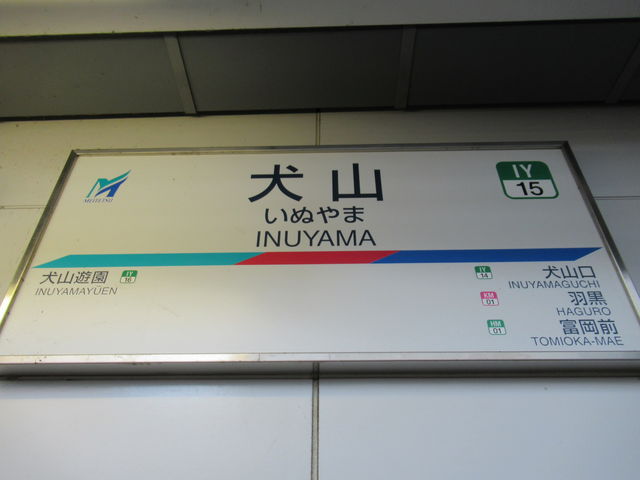 MEITETSU
犬山
いぬやま
INUYAMA
IY
15
犬山遊園
IY
16
INUYAMAYŪEN
IY
14
犬山口
INUYAMAGUCHI
KM
01
羽黒
HAGURO
HM
01
富岡前
TOMIOKA-MAE